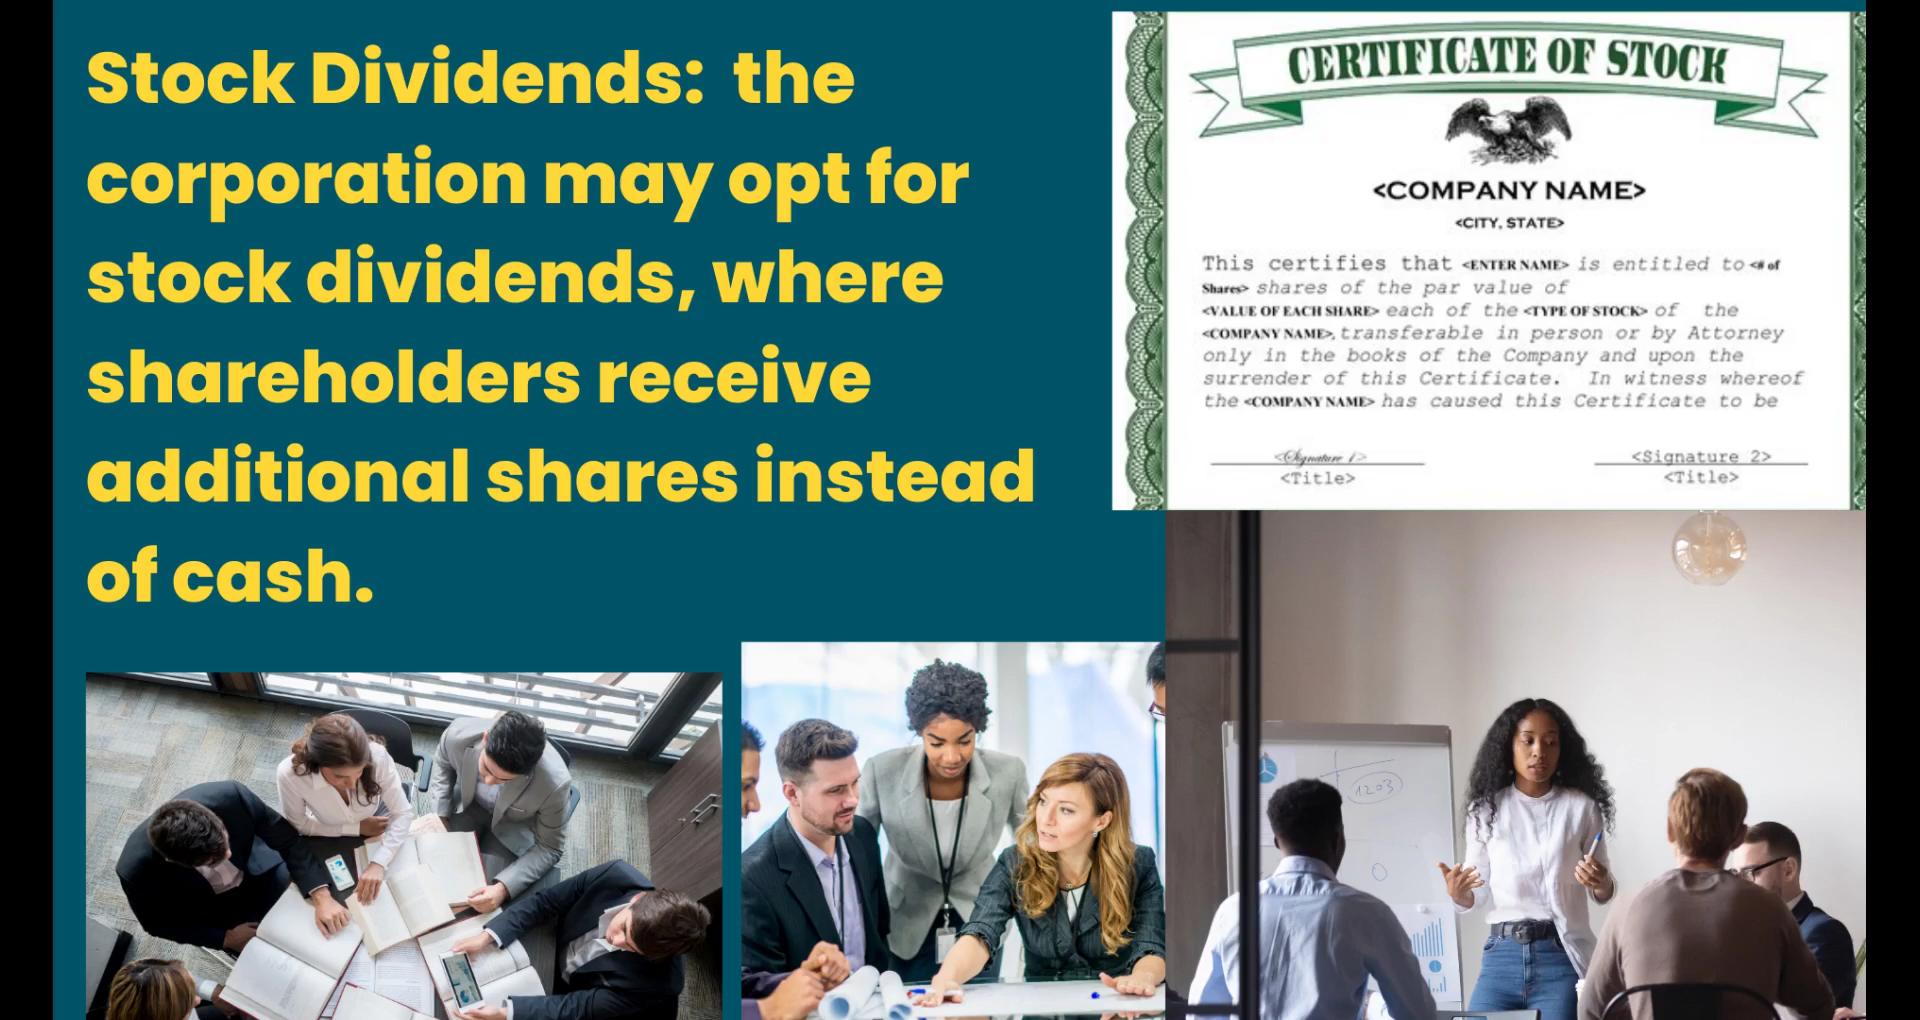 Stock Dividends: the
corporation may opt for
stock dividends, where
shareholders receive
additional shares instead
of cash.
CERTIFICATE OF STOCK
<COMPANY NAME>
<CITY, STATE>
This certifies that <ENTER NAME> is entitled to <# of
Shares> shares of the par value of
<VALUE OF EACH SHARE> each of the <TYPE OF STOCK> of the
<COMPANY NAME>, transferable in person or by Attorney
only in the books of the Company and upon the
surrender of this Certificate. In witness whereof
the <COMPANY NAME> has caused this Certificate to be
<Signature 1> <Signature 2>
<Title> <Title>
1203